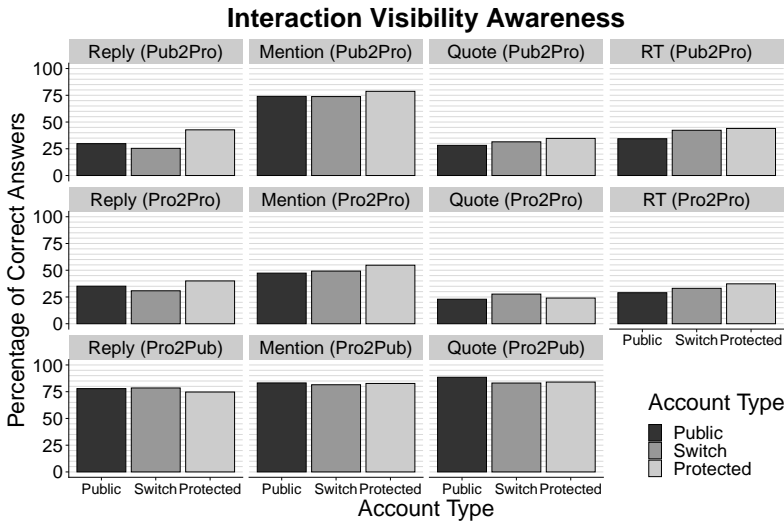 Interaction Visibility Awareness
Reply (Pub2Pro) Mention (Pub2Pro) Quote (Pub2Pro) RT (Pub2Pro)
100
75
50
25
0
Reply (Pro2Pro) Mention (Pro2Pro) Quote (Pro2Pro) RT (Pro2Pro)
100
75
50
25
0
Public Switch Protected
Reply (Pro2Pub) Mention (Pro2Pub) Quote (Pro2Pub)
100
75
50
25
0
Public Switch Protected Public Switch Protected Public Switch Protected
Percentage of Correct Answers
Account Type
Account Type
Public
Switch
Protected